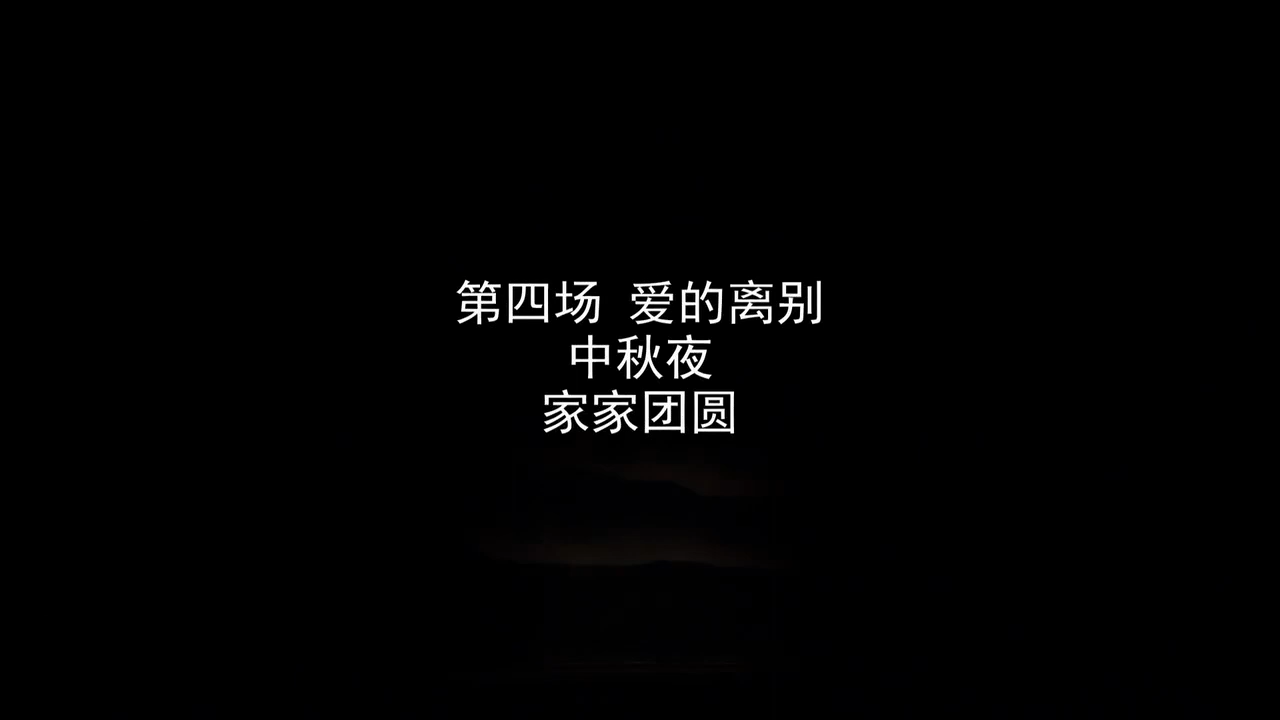 第四场 爱的离别
中秋夜
家家团圆